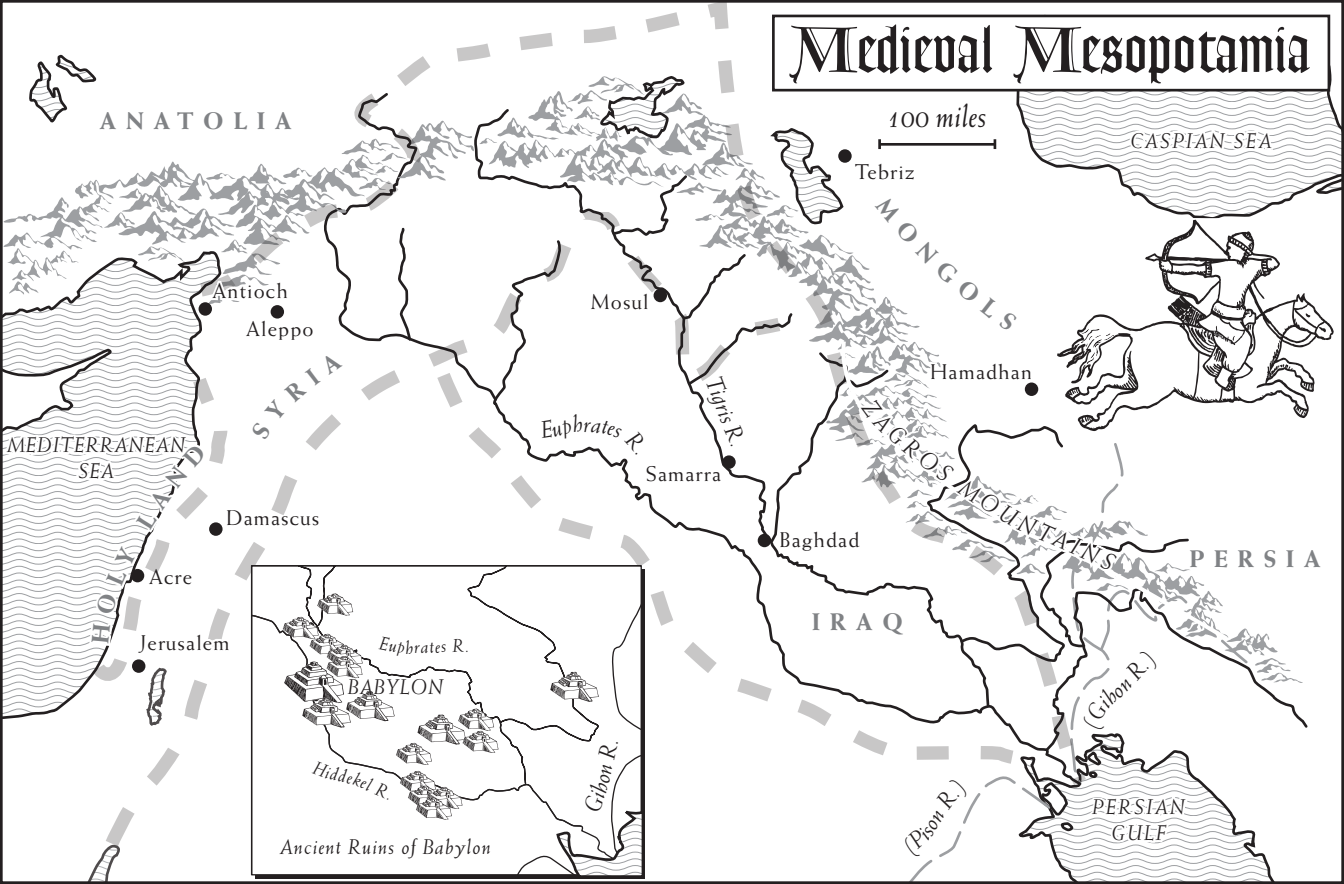 Medieval Mesopotamia
100 miles
ANATOLIA
CASPIAN SEA
Tebriz
MONGOLS
Antioch
Aleppo
Mosul
SYRIA
Hamadhan
Tigris R.
ZAGROS MOUNTAINS
Euphrates R.
MEDITERRANEAN
SEA
Samarra
HOLY LAND
Damascus
Baghdad
PERSIA
Acre
IRAQ
Jerusalem
Euphrates R.
BABYLON
(Gihon R.)
Hiddekel R.
Gihon R.
(Pison R.)
PERSIAN
GULF
Ancient Ruins of Babylon